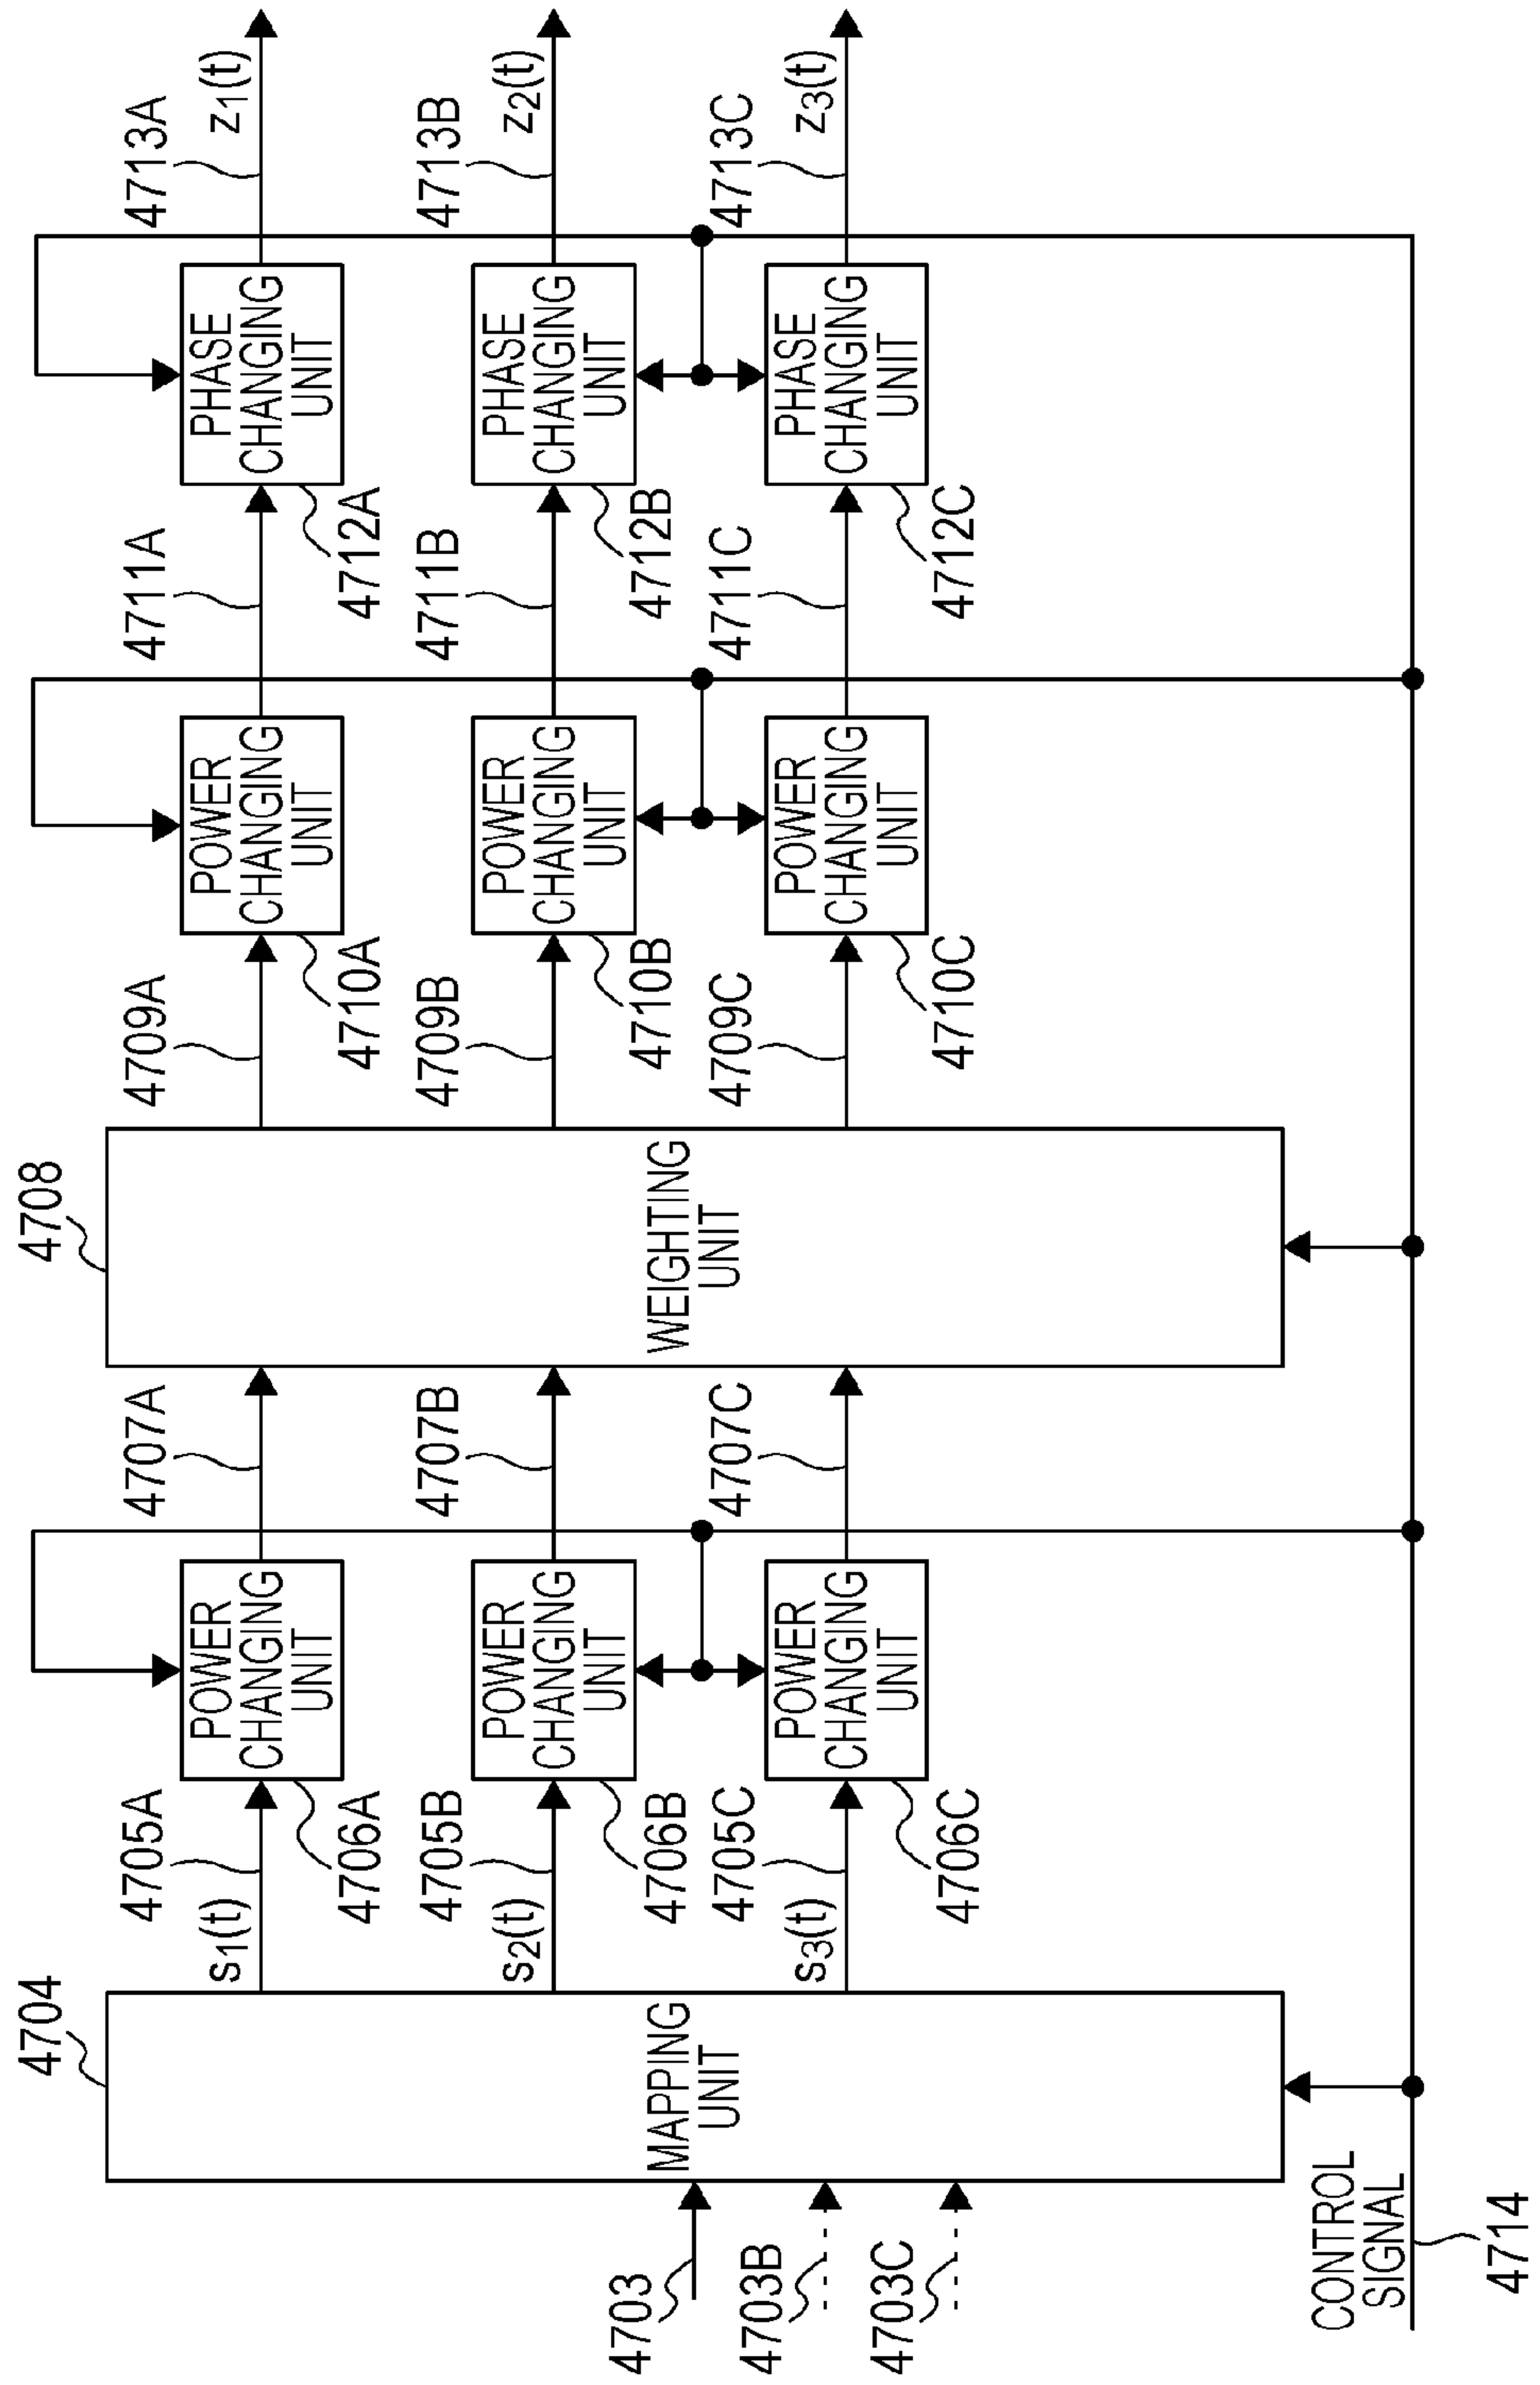 4703
4703B
4703C
CONTROL
SIGNAL
4714
4704
MAPPING
UNIT
s1(t)
4705A
s2(t)
4705B
s3(t)
4705C
4706A
POWER
CHANGING
UNIT
4706B
POWER
CHANGING
UNIT
4706C
POWER
CHANGING
UNIT
4707A
4707B
4707C
4708
WEIGHTING
UNIT
4709A
4709B
4709C
4710A
POWER
CHANGING
UNIT
4710B
POWER
CHANGING
UNIT
4710C
POWER
CHANGING
UNIT
4711A
4711B
4711C
4712A
PHASE
CHANGING
UNIT
4712B
PHASE
CHANGING
UNIT
4712C
PHASE
CHANGING
UNIT
4713A
z1(t)
4713B
z2(t)
4713C
z3(t)